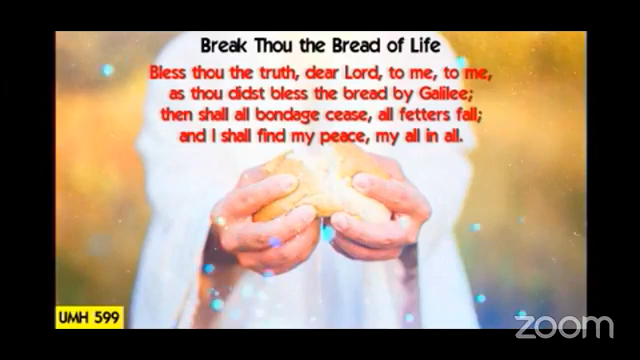 Break Thou the Bread of Life
Bless thou the truth, dear Lord, to me, to me,
as thou didst bless the bread by Galilee;
then shall all bondage cease, all fetters fall;
and I shall find my peace, my all in all.
UMH 599
zoom